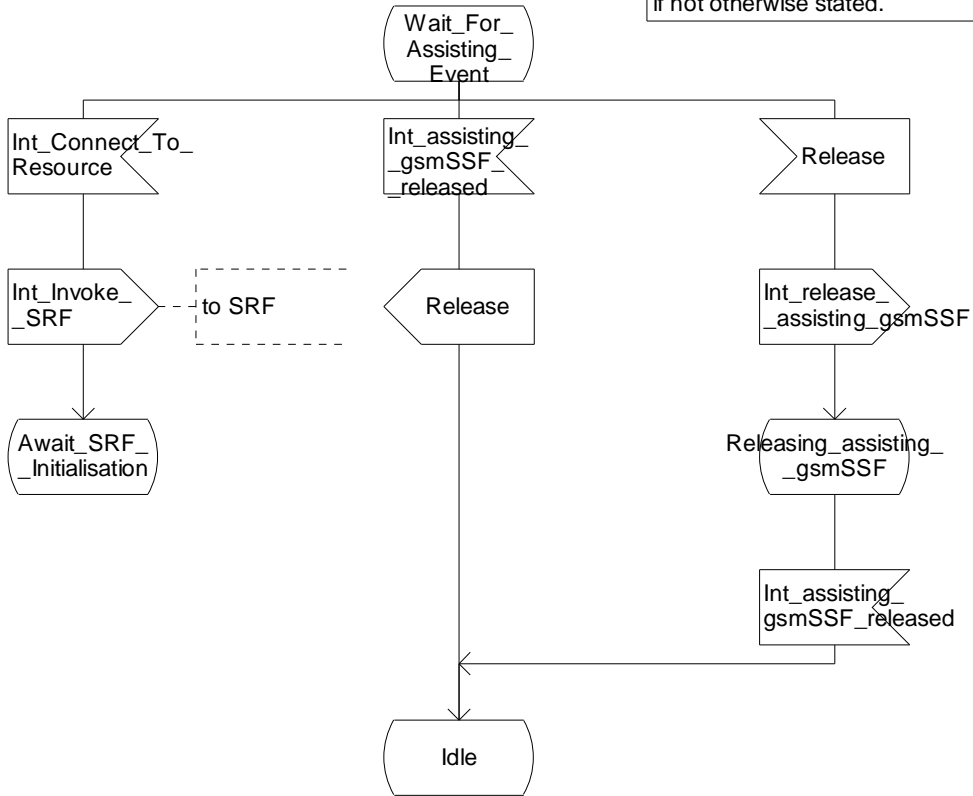 if not otherwise stated.
Wait_For_
Assisting_
Event
Int_Connect_To_
Resource
Int_assisting_
_gsmSSF_
_released
Release
Int_Invoke_
_SRF
to SRF
Release
Int_release_
_assisting_gsmSSF
Await_SRF_
_Initialisation
Releasing_assisting_
_gsmSSF
Int_assisting_
gsmSSF_released
Idle